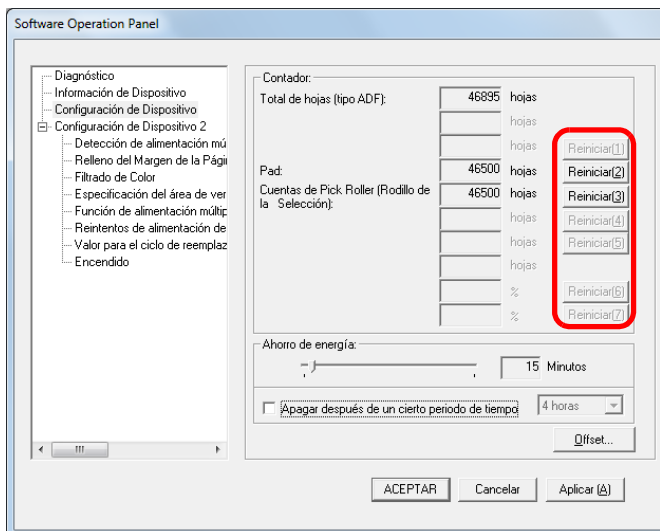 Software Operation Panel
Diagnóstico
Información de Dispositivo
Configuración de Dispositivo
Configuración de Dispositivo 2
Detección de alimentación mú
Relleno del Margen de la Págin
Filtrado de Color
Especificación del área de ver
Función de alimentación múltip
Reintentos de alimentación de
Valor para el ciclo de reemplaz
Encendido
Contador:
Total de hojas (tipo ADF): 46895 hojas
hojas
hojas Reiniciar(1)
Pad: 46500 hojas Reiniciar(2)
Cuentas de Pick Roller (Rodillo de 46500 hojas Reiniciar(3)
la Selección):
hojas Reiniciar(4)
hojas Reiniciar(5)
hojas
% Reiniciar(6)
% Reiniciar(7)
Ahorro de energía:
15 Minutos
Apagar después de un cierto periodo de tiempo 4 horas
Offset...
ACEPTAR Cancelar Aplicar (A)